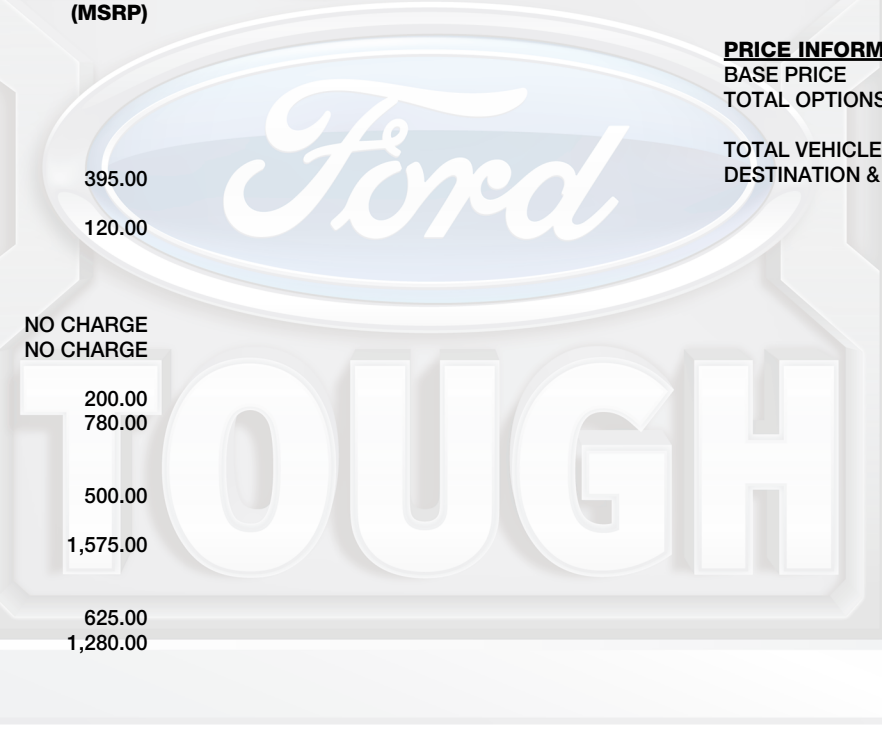 (MSRP)
395.00
120.00
NO CHARGE
NO CHARGE
200.00
780.00
500.00
1,575.00
625.00
1,280.00
PRICE INFORM
BASE PRICE
TOTAL OPTIONS
TOTAL VEHICLE
DESTINATION &
Ford
TOUGH